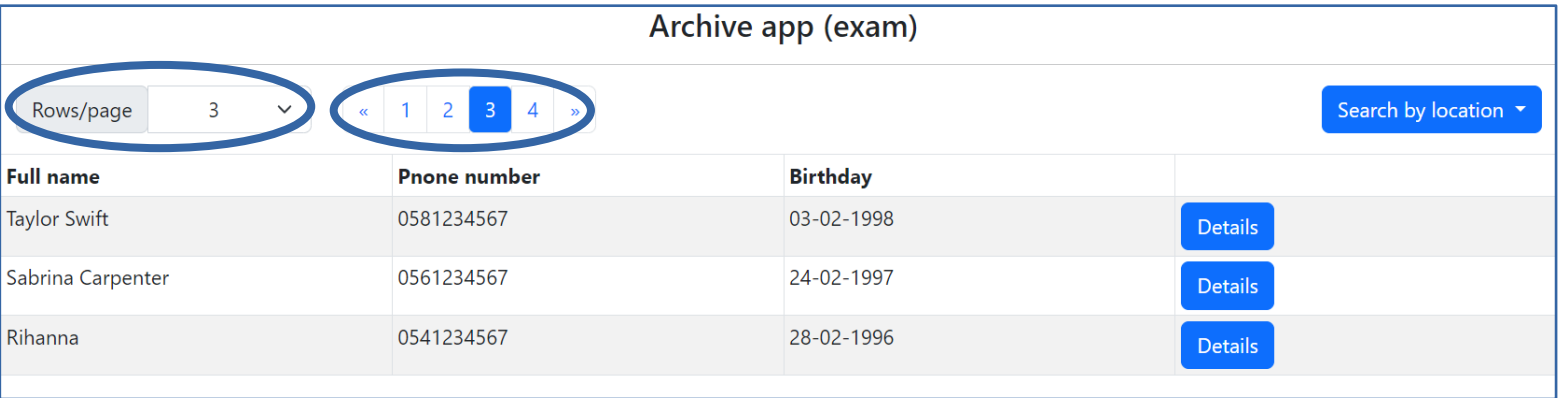 Archive app (exam)
Rows/page 3 « 1 2 3 4 » Search by location
Full name Pnone number Birthday
Taylor Swift 0581234567 03-02-1998 Details
Sabrina Carpenter 0561234567 24-02-1997 Details
Rihanna 0541234567 28-02-1996 Details